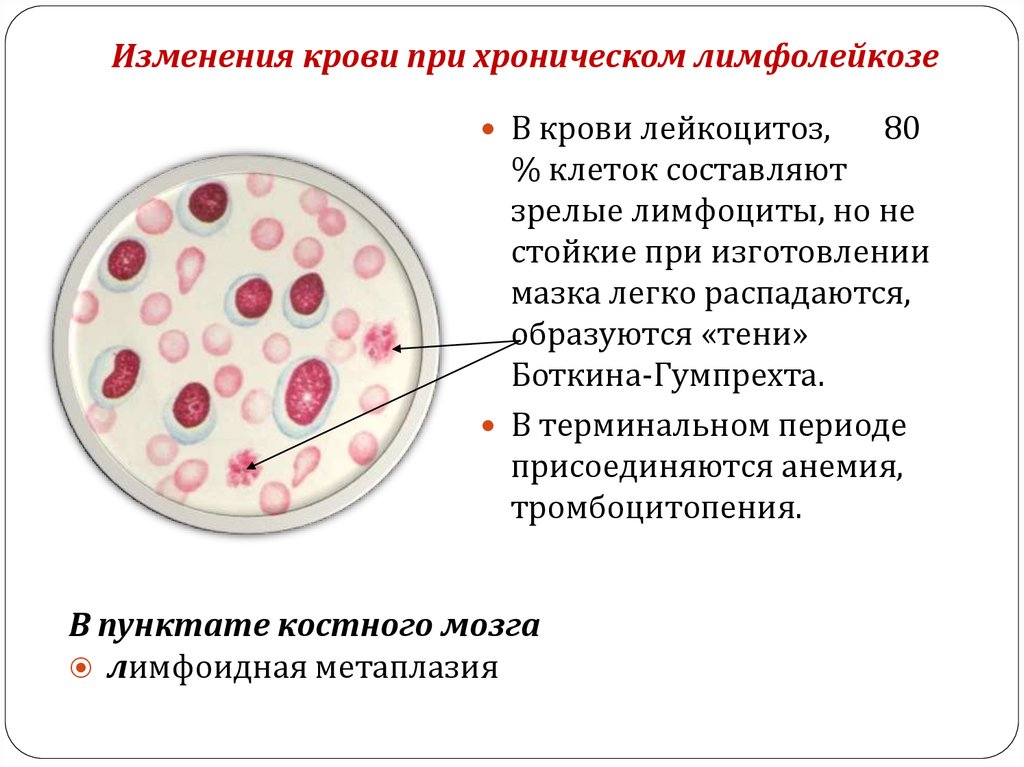 Изменения крови при хроническом лимфолейкозе
• В крови лейкоцитоз, 80
% клеток составляют
зрелые лимфоциты, но не
стойкие при изготовлении
мазка легко распадаются,
образуются «тени»
Боткина-Гумпрехта.
• В терминальном периоде
присоединяются анемия,
тромбоцитопения.
В пунктате костного мозга
лимфоидная метаплазия